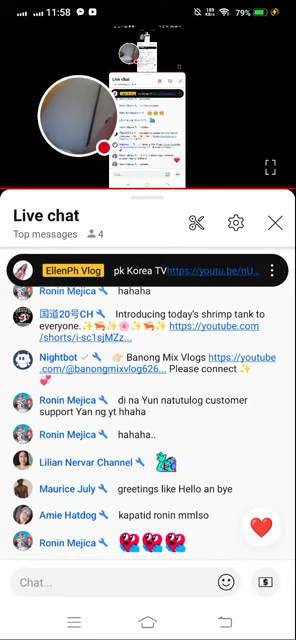 11:58
189
KB/s
79%
Live chat
Live chat
Top messages 4
EllenPh Vlog pk Korea TVhttps://youtu.be/nU...
Ronin Mejica hahaha
国道20号CH Introducing today's shrimp tank to
everyone.✨🦐✨🌸✨🦐✨ https://youtube.com
/shorts/i-sc1sjMZz...
Nightbot 👉🏻 Banong Mix Vlogs https://youtube
.com/@banongmixvlog626... Please connect ✨
💞
Ronin Mejica di na Yun natutulog customer
support Yan ng yt hhaha
Ronin Mejica hahaha..
Lilian Nervar Channel
Maurice July greetings like Hello an bye
Amie Hatdog kapatid ronin mmlso
Ronin Mejica
Chat...